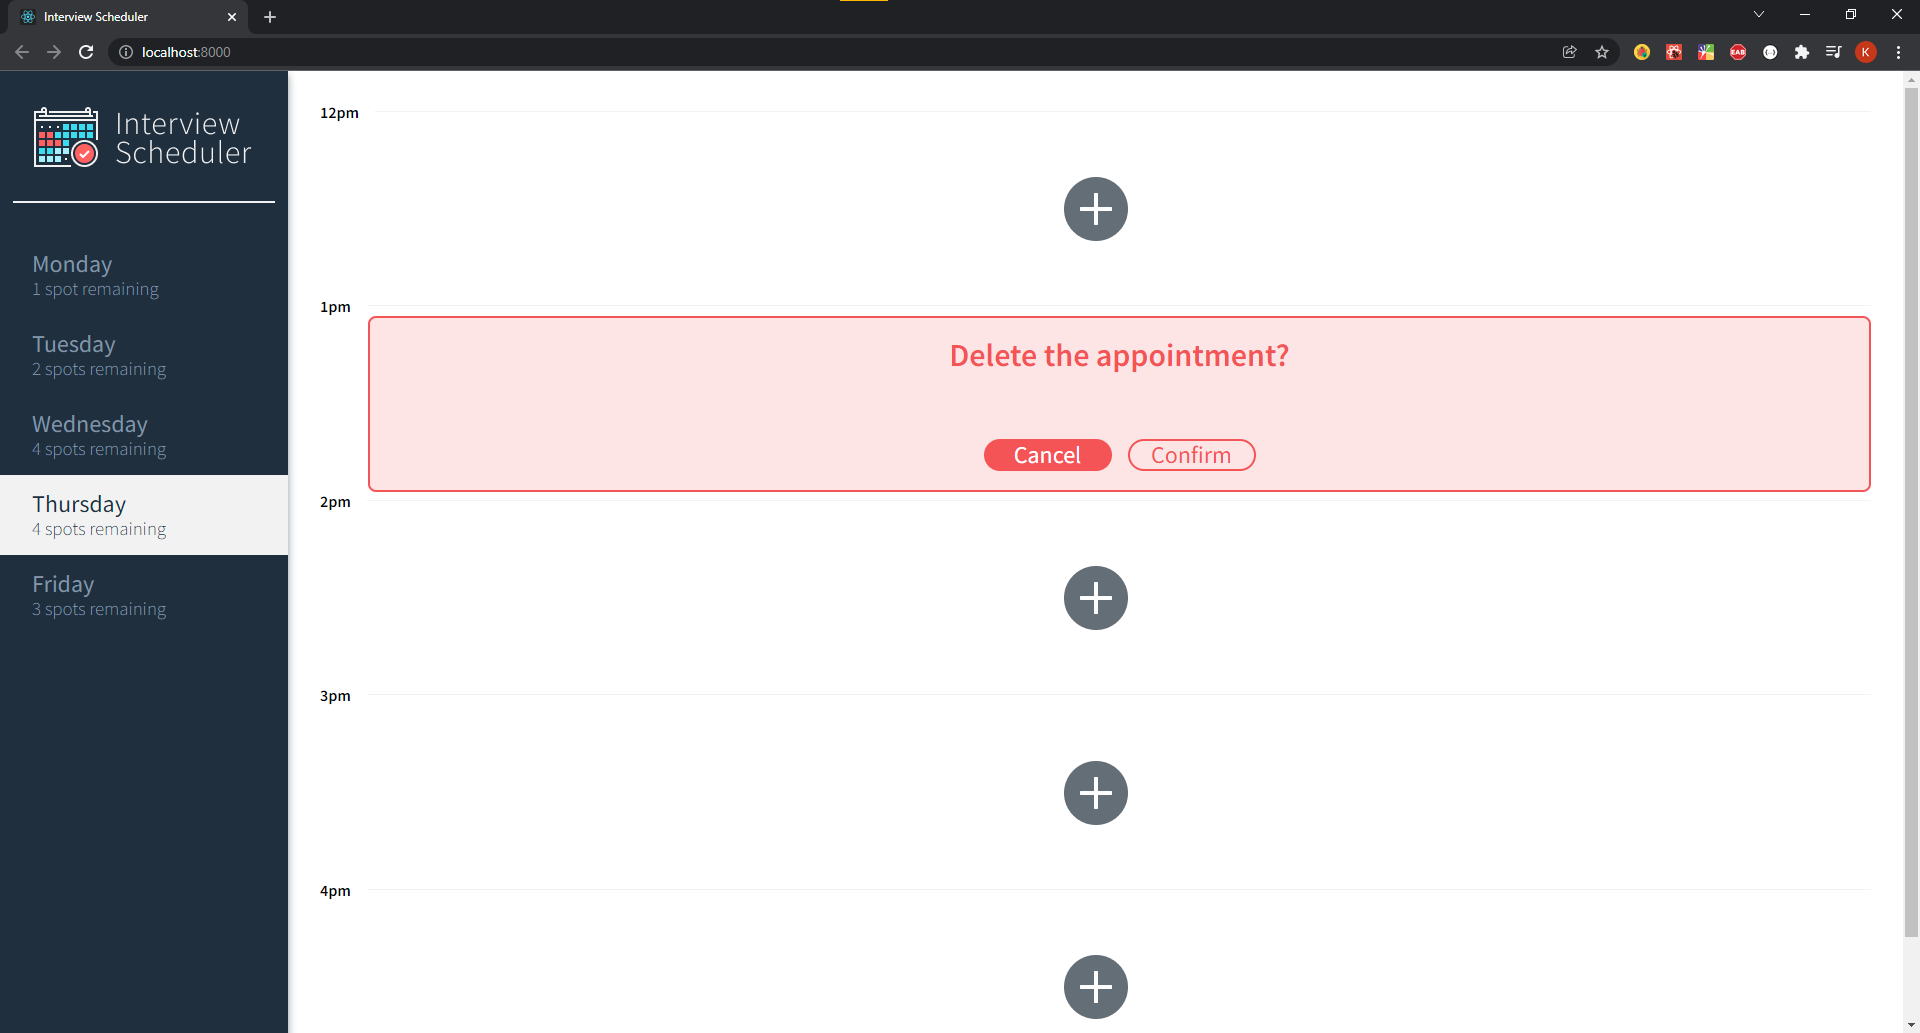 Interview Scheduler
localhost:8000
EAB
K
Interview
Scheduler
Monday
1 spot remaining
Tuesday
2 spots remaining
Wednesday
4 spots remaining
Thursday
4 spots remaining
Friday
3 spots remaining
12pm
1pm
Delete the appointment?
Cancel Confirm
2pm
3pm
4pm